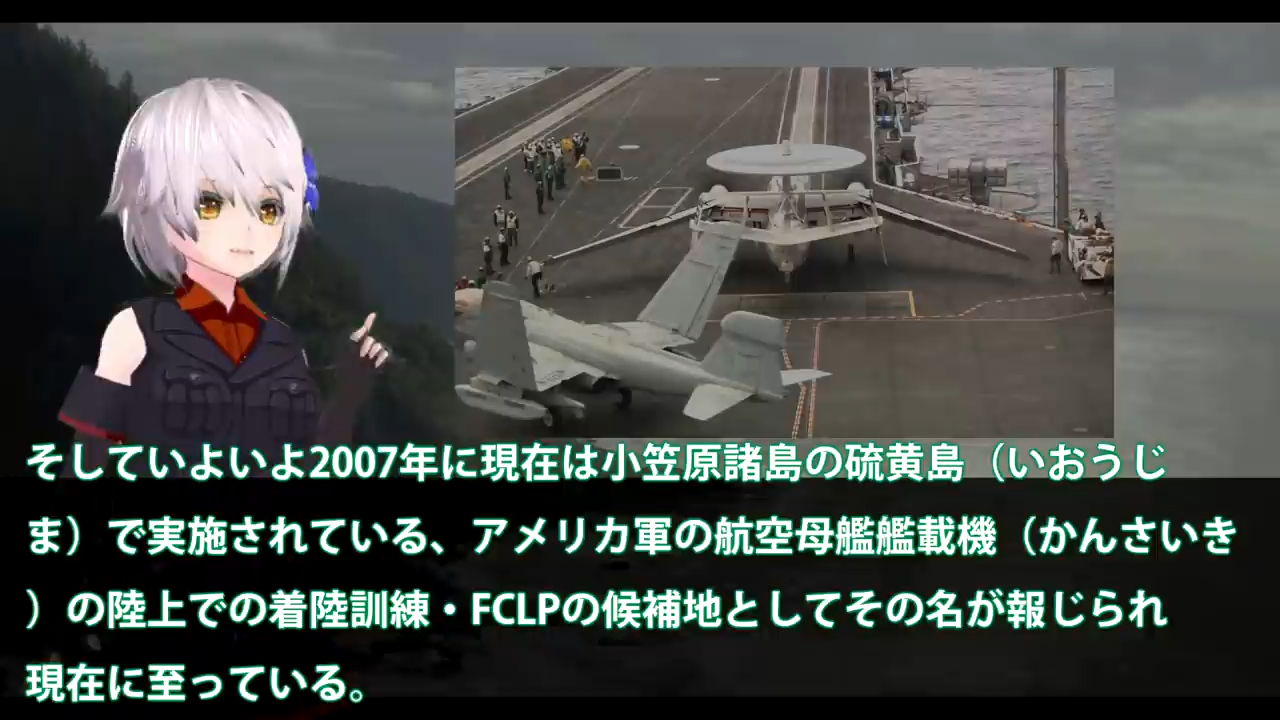 そしていよいよ2007年に現在は小笠原諸島の硫黄島（いおうじ
ま）で実施されている、アメリカ軍の航空母艦艦載機（かんさいき
）の陸上での着陸訓練・FCLPの候補地としてその名が報じられ
現在に至っている。